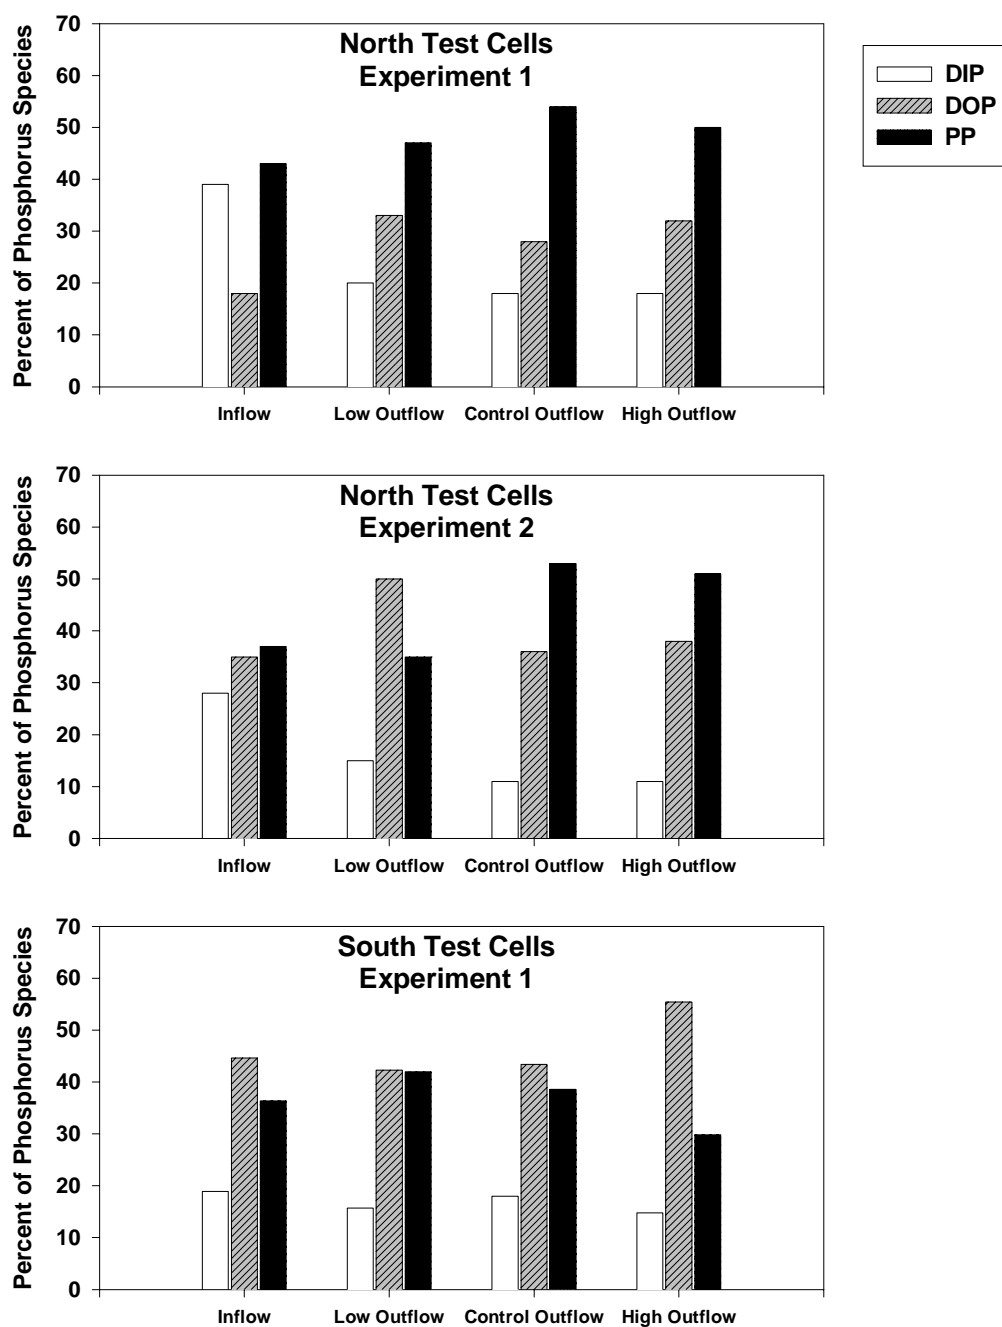 North Test Cells
Experiment 1
Percent of Phosphorus Species
70
60
50
40
30
20
10
0
Inflow
Low Outflow
Control Outflow
High Outflow
DIP
DOP
PP
North Test Cells
Experiment 2
Percent of Phosphorus Species
70
60
50
40
30
20
10
0
Inflow
Low Outflow
Control Outflow
High Outflow
South Test Cells
Experiment 1
Percent of Phosphorus Species
70
60
50
40
30
20
10
0
Inflow
Low Outflow
Control Outflow
High Outflow